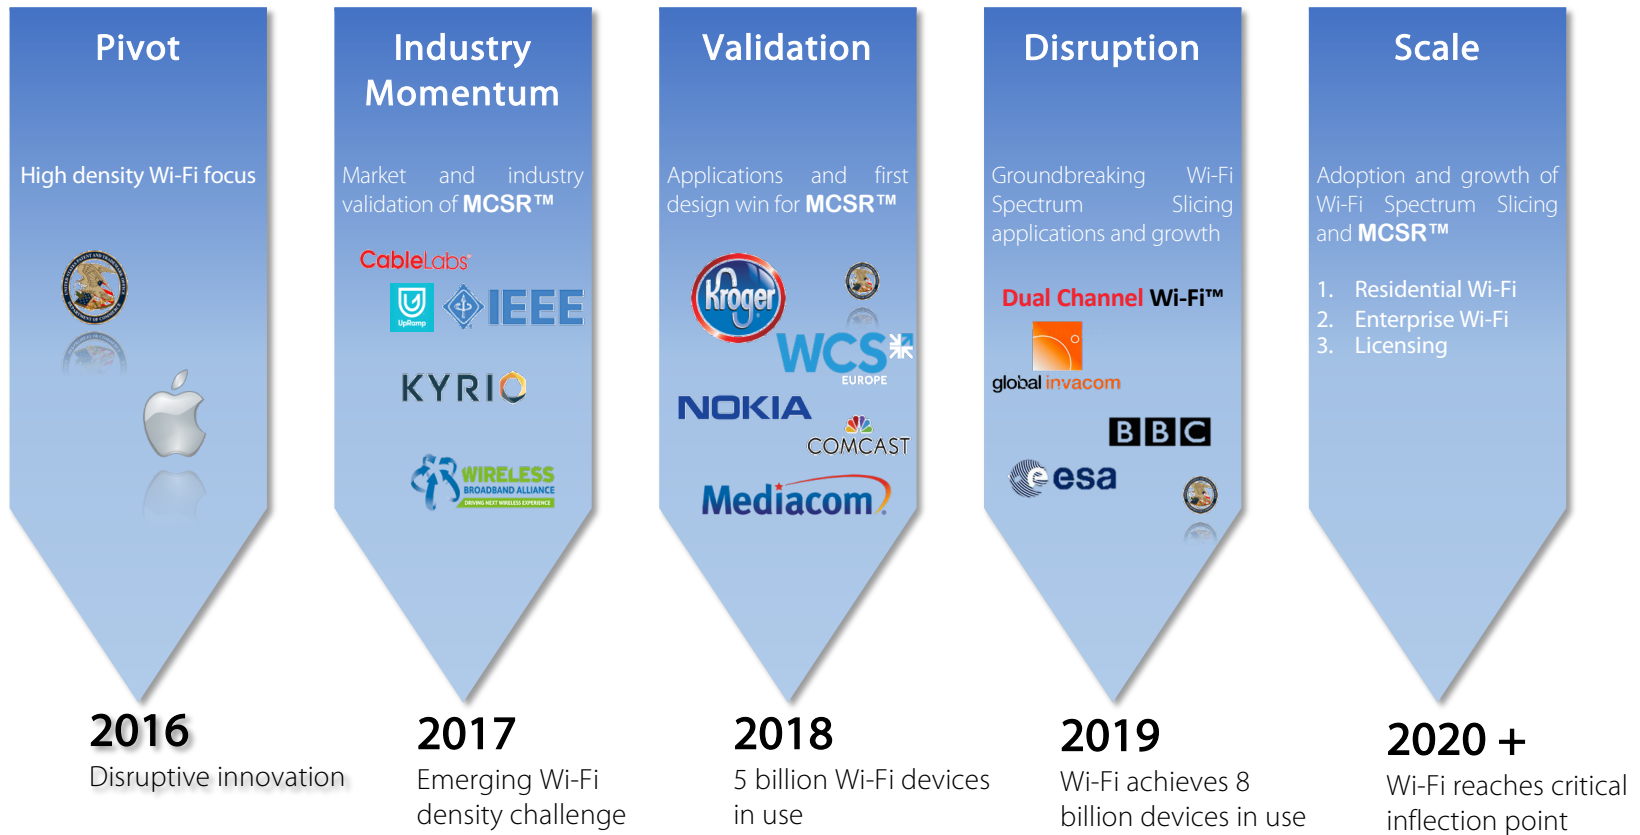 Pivot
High density Wi-Fi focus
2016
Disruptive innovation
Industry
Momentum
Market and industry
validation of MCSR™
CableLabs
UpRamp
IEEE
KYRIO
WIRELESS
BROADBAND ALLIANCE
DRIVING NEXT WIRELESS EXPERIENCE
2017
Emerging Wi-Fi
density challenge
Validation
Applications and first
design win for MCSR™
Kroger
WCS
EUROPE
NOKIA
COMCAST
Mediacom
2018
5 billion Wi-Fi devices
in use
Disruption
Groundbreaking Wi-Fi
Spectrum Slicing
applications and growth
Dual Channel Wi-Fi™
global invacom
BBC
esa
2019
Wi-Fi achieves 8
billion devices in use
Scale
Adoption and growth of
Wi-Fi Spectrum Slicing
and MCSR™
1. Residential Wi-Fi
2. Enterprise Wi-Fi
3. Licensing
2020 +
Wi-Fi reaches critical
inflection point